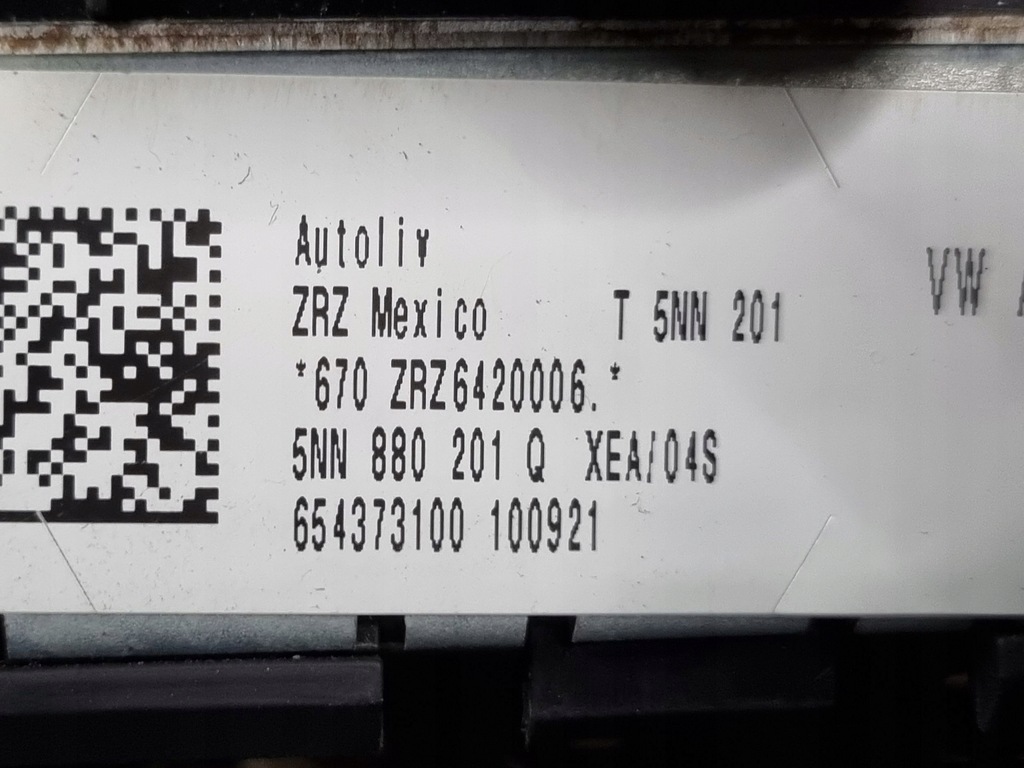 Autoliv
ZRZ Mexico T 5NN 201
VW
*670 ZRZ6420006.*
5NN 880 201 Q XEA/04S
654373100 100921